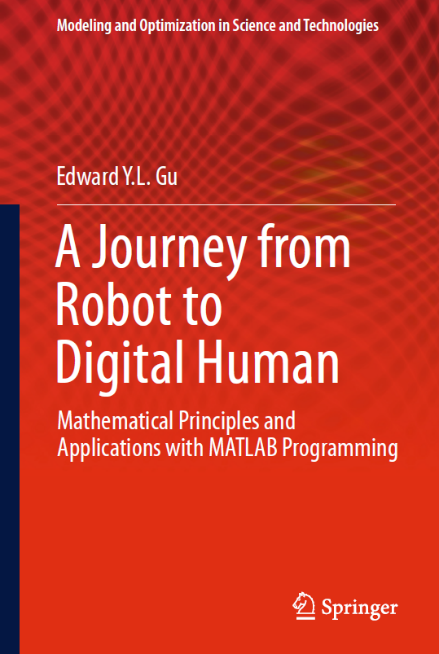 Modeling and Optimization in Science and Technologies
Edward Y.L. Gu
A Journey from
Robot to
Digital Human
Mathematical Principles and
Applications with MATLAB Programming
Springer